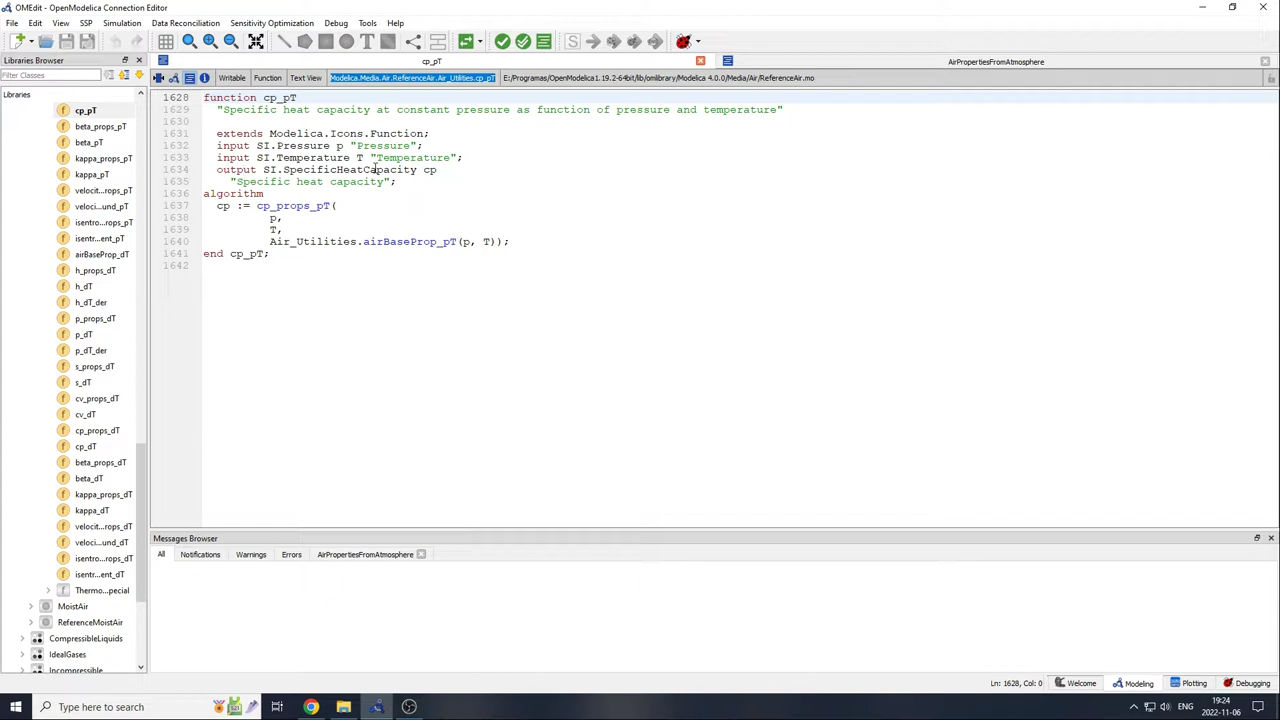 OMEdit - OpenModelica Connection Editor
File Edit View SSP Simulation Data Reconciliation Sensitivity Optimization Debug Tools Help
Libraries Browser
cp_pT
AirPropertiesFromAtmosphere
Filter Classes
Writable Function Text View Modelica.Media.Air.ReferenceAir.Air_Utilities.cp_pT E:/Programas/OpenModelica1.19.2-64bit/lib/omlibrary/Modelica 4.0.0/Media/Air/ReferenceAir.mo
Libraries
cp_pT
beta_props_pT
beta_pT
kappa_props_pT
kappa_pT
velocit...rops_pT
veloci...und_pT
isentro...rops_pT
isentr...ent_pT
airBaseProp_dT
h_props_dT
h_dT
h_dT_der
p_props_dT
p_dT
p_dT_der
s_props_dT
s_dT
cv_props_dT
cv_dT
cp_props_dT
cp_dT
beta_props_dT
beta_dT
kappa_props_dT
kappa_dT
velocit...rops_dT
veloci...und_dT
isentro...rops_dT
isentr...ent_dT
Thermo...pecial
MoistAir
ReferenceMoistAir
CompressibleLiquids
IdealGases
Incompressible
1628 function cp_pT
1629 "Specific heat capacity at constant pressure as function of pressure and temperature"
1630
1631 extends Modelica.Icons.Function;
1632 input SI.Pressure p "Pressure";
1633 input SI.Temperature T "Temperature";
1634 output SI.SpecificHeatCapacity cp
1635 "Specific heat capacity";
1636 algorithm
1637 cp := cp_props_pT(
1638 p,
1639 T,
1640 Air_Utilities.airBaseProp_pT(p, T));
1641 end cp_pT;
1642
Messages Browser
All Notifications Warnings Errors AirPropertiesFromAtmosphere
Ln: 1628, Col: 0 Welcome Modeling Plotting Debugging
Type here to search
ENG
19:24
2022-11-06